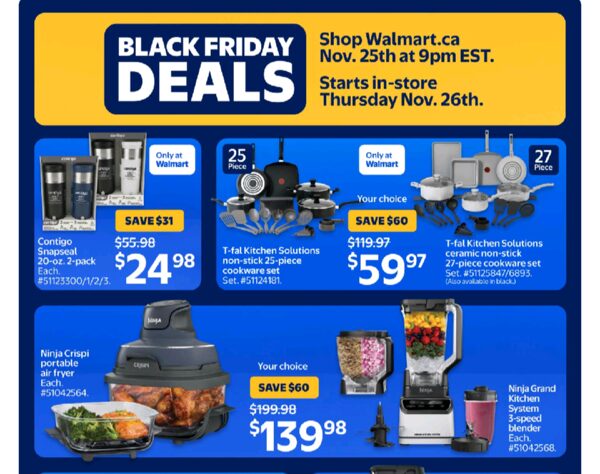 BLACK FRIDAY
DEALS
Shop Walmart.ca
Nov. 25th at 9pm EST.
Starts in-store
Thursday Nov. 26th.
Only at
Walmart
SAVE $31
$55.98
$24 98
Contigo
Snapseal
20-oz. 2-pack
Each.
#51123300/1/2/3.
25
Piece
Only at
Walmart
27
Piece
Your choice
SAVE $60
$119.97
$59 97
T-fal Kitchen Solutions
non-stick 25-piece
cookware set
Set. #51124181.
T-fal Kitchen Solutions
ceramic non-stick
27-piece cookware set
Set. #51125847/6893.
(Also available in black.)
Ninja Crispi
portable
air fryer
Each.
#51042564.
NINJA
CRISPI
Your choice
SAVE $60
$199.98
$139 98
NINJA
Ninja Grand
Kitchen
System
3-speed
blender
Each.
#51042568.